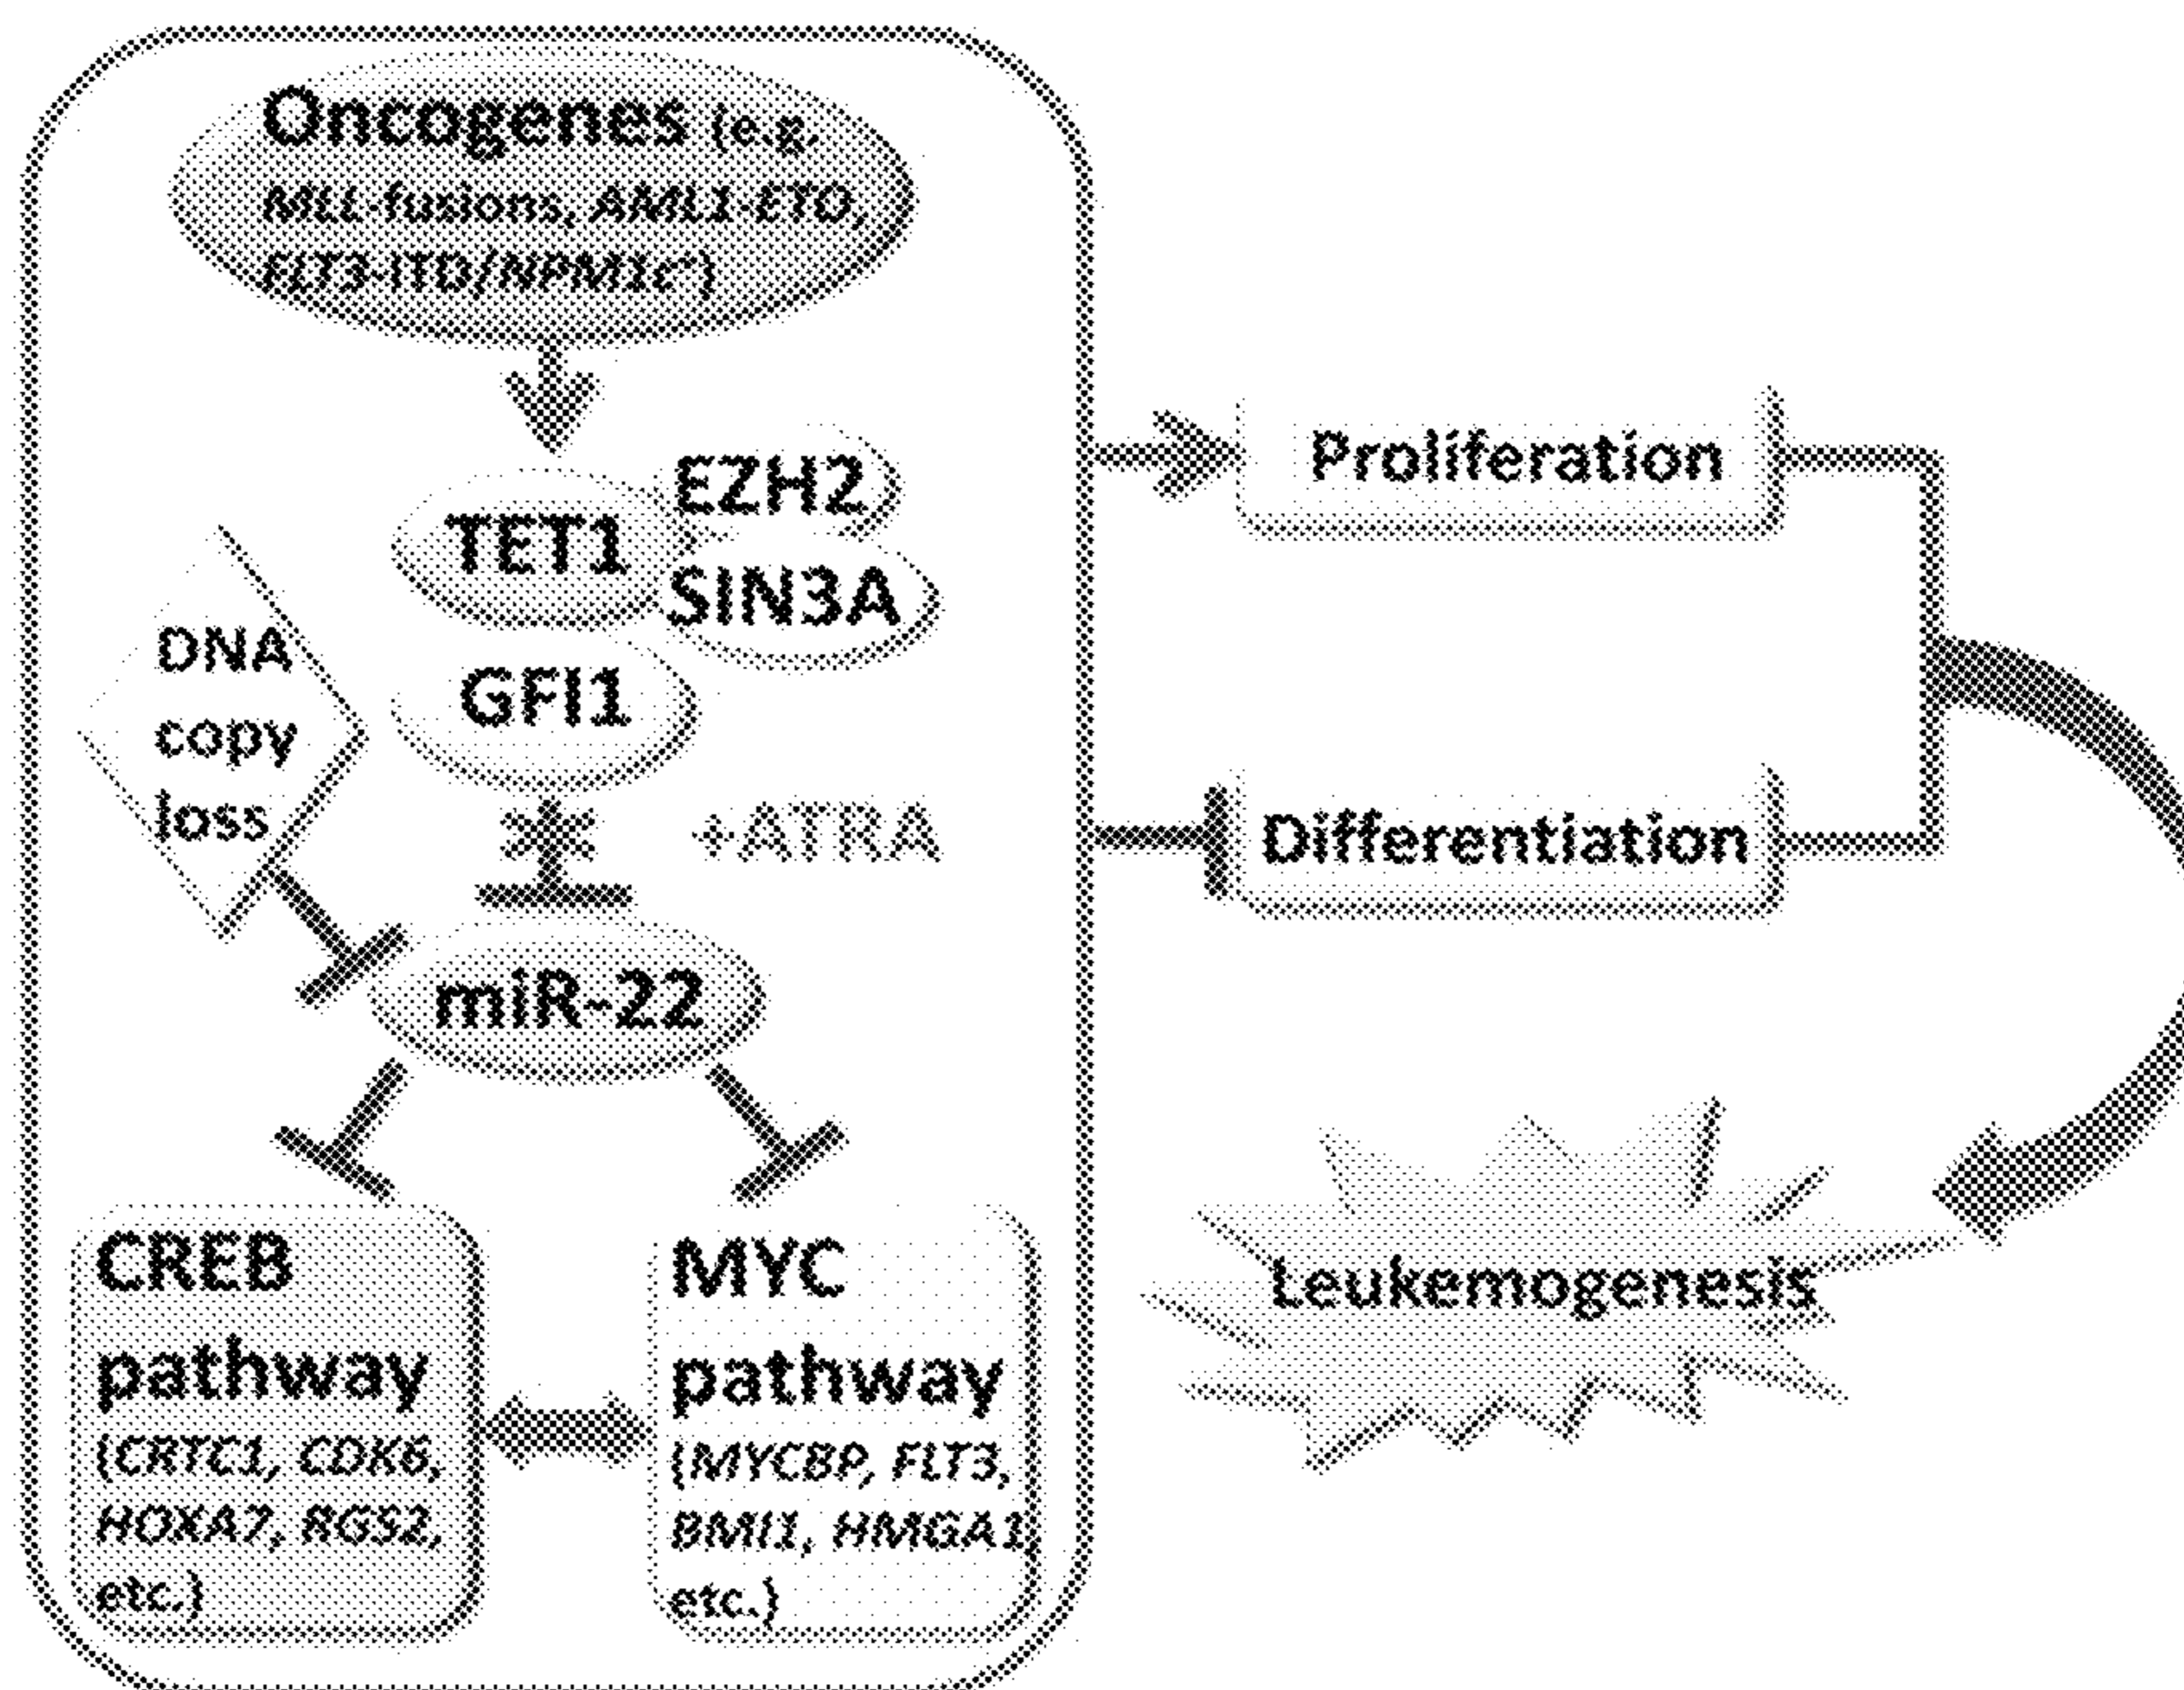 Oncogenes (e.g.
MLL-fusions, AML1-ETO,
FLT3-ITD/NPM1c⁺)
EZH2
TET1
SIN3A
GFI1
DNA
copy
loss
+ATRA
miR-22
CREB
pathway
(CRTC1, CDK6,
HOXA7, RGS2,
etc.)
MYC
pathway
(MYCBP, FLT3,
BMI1, HMGA1,
etc.)
Proliferation
Differentiation
Leukemogenesis